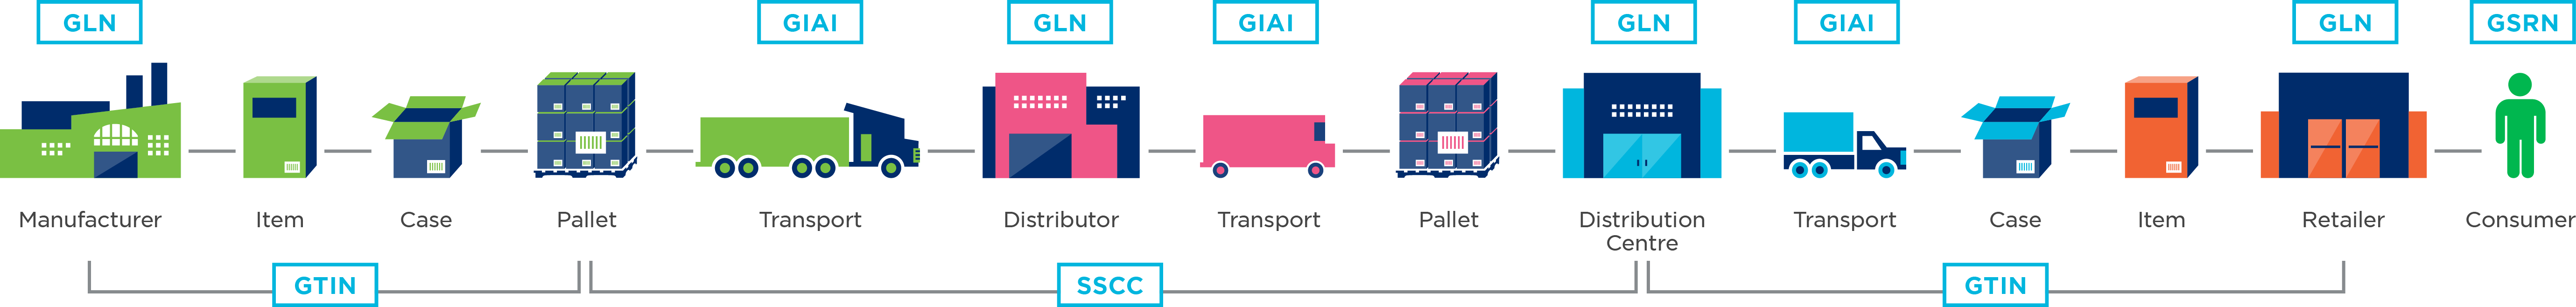 GLN
GIAI
GLN
GIAI
GLN
GIAI
GLN
GSRN
Manufacturer
Item
Case
Pallet
Transport
Distributor
Transport
Pallet
Distribution
Centre
Transport
Case
Item
Retailer
Consumer
GTIN
SSCC
GTIN